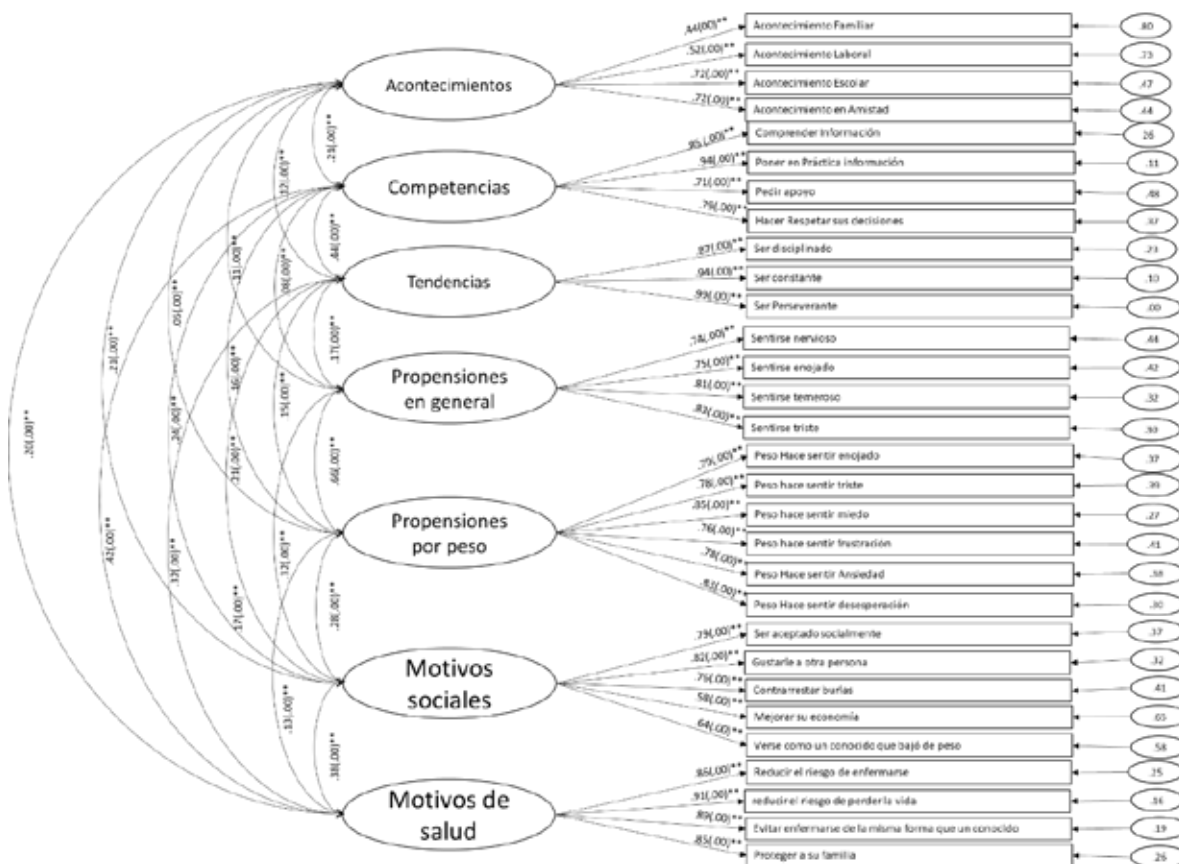 Acontecimientos
Competencias
Tendencias
Propensiones
en general
Propensiones
por peso
Motivos
sociales
Motivos de
salud
.44(.00)**
.52(.00)**
.72(.00)**
.72(.00)**
.94(.00)**
.71(.00)**
.79(.00)**
.87(.00)**
.94(.00)**
.99(.00)**
.75(.00)**
.81(.00)**
.83(.00)**
.79(.00)**
.78(.00)**
.85(.00)**
.76(.00)**
.78(.00)**
.79(.00)**
.82(.00)**
.58(.00)**
.64(.00)**
.91(.00)**
.89(.00)**
.85(.00)**
Acontecimiento Familiar
Acontecimiento Laboral
Acontecimiento Escolar
Acontecimiento en Amistad
Comprender Información
Poner en Práctica información
Pedir apoyo
Hacer Respetar sus decisiones
Ser disciplinado
Ser constante
Ser Perseverante
Sentirse nervioso
Sentirse enojado
Sentirse temeroso
Sentirse triste
Peso Hace sentir enojado
Peso hace sentir triste
Peso hace sentir miedo
Peso hace sentir frustración
Peso Hace sentir Ansiedad
Peso Hace sentir desesperación
Ser aceptado socialmente
Gustarle a otra persona
Contrarrestar burlas
Mejorar su economía
Verse como un conocido que bajó de peso
Reducir el riesgo de enfermarse
reducir el riesgo de perder la vida
Evitar enfermarse de la misma forma que un conocido
Proteger a su familia
.80
.73
.47
.44
.26
.11
.48
.37
.23
.10
.00
.44
.42
.32
.30
.37
.39
.27
.41
.38
.30
.37
.32
.41
.65
.58
.25
.16
.19
.26
.20(.00)**
.42(.00)**
.44(.00)**
.17(.00)**
.15(.00)**
.66(.00)**
.28(.00)**
.17(.00)**
.13(.00)**
.38(.00)**